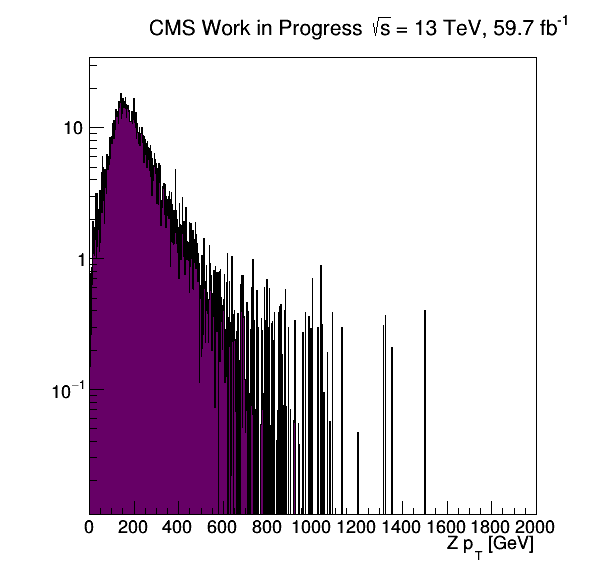 CMS Work in Progress √s = 13 TeV, 59.7 fb⁻¹
10
1
10⁻¹
0 200 400 600 800 1000 1200 1400 1600 1800 2000
Z p_T [GeV]